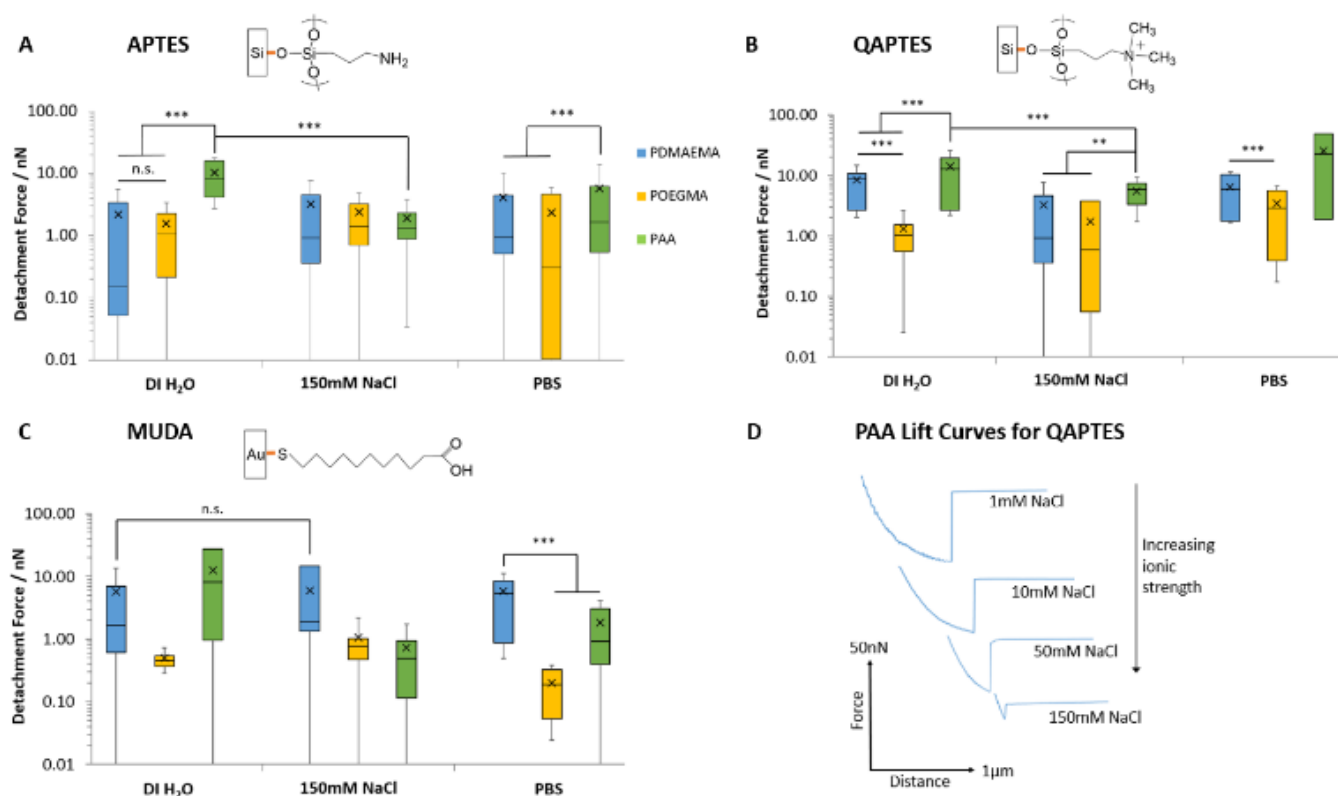 A APTES
Si O Si NH2
O
O
*** ***
*** n.s.
Detachment Force / nN
100.00
10.00
1.00
0.10
0.01
DI H2O 150mM NaCl PBS
PDMAEMA
POEGMA
PAA
B QAPTES
Si O Si N + CH3
CH3
CH3
O
O
*** ***
*** ** ***
Detachment Force / nN
100.00
10.00
1.00
0.10
0.01
DI H2O 150mM NaCl PBS
C MUDA
Au S O
OH
n.s. ***
Detachment Force / nN
100.00
10.00
1.00
0.10
0.01
DI H2O 150mM NaCl PBS
D PAA Lift Curves for QAPTES
1mM NaCl
10mM NaCl
50mM NaCl
150mM NaCl
Increasing
ionic
strength
50nN
Force
Distance 1µm